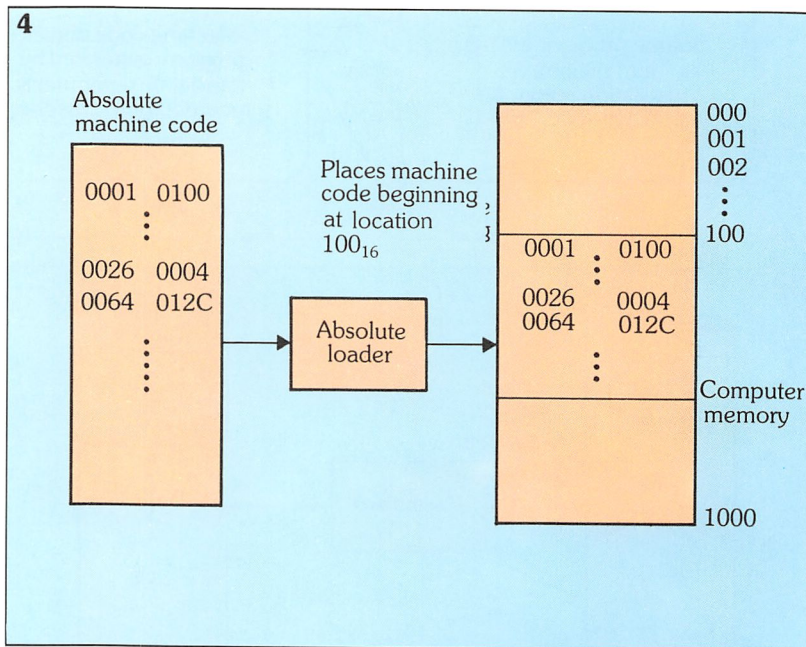 4
Absolute
machine code
0001 0100
0026 0004
0064 012C
Places machine
code beginning
at location
100₁₆
Absolute
loader
000
001
002
100
0001 0100
0026 0004
0064 012C
Computer
memory
1000